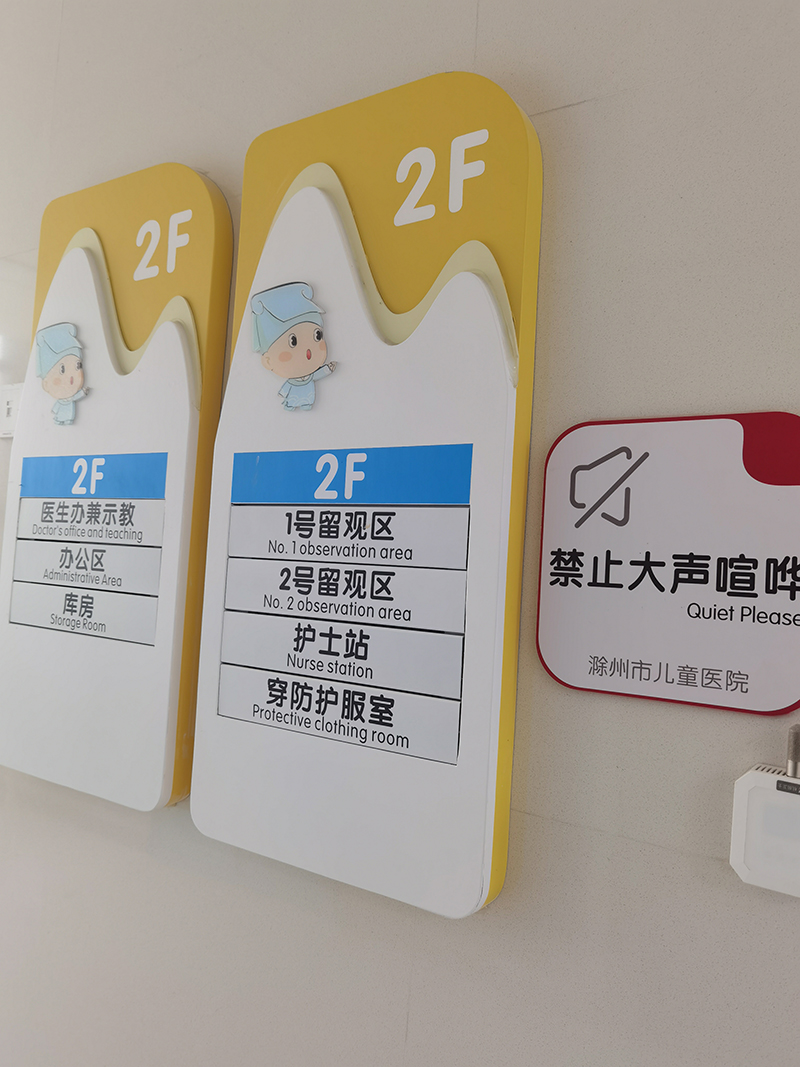 2F
2F
医生办兼示教
Doctor's office and teaching
办公区
Administrative Area
库房
Storage Room
2F
2F
1号留观区
No. 1 observation area
2号留观区
No. 2 observation area
护士站
Nurse station
穿防护服室
Protective clothing room
禁止大声喧哗
Quiet Please
滁州市儿童医院